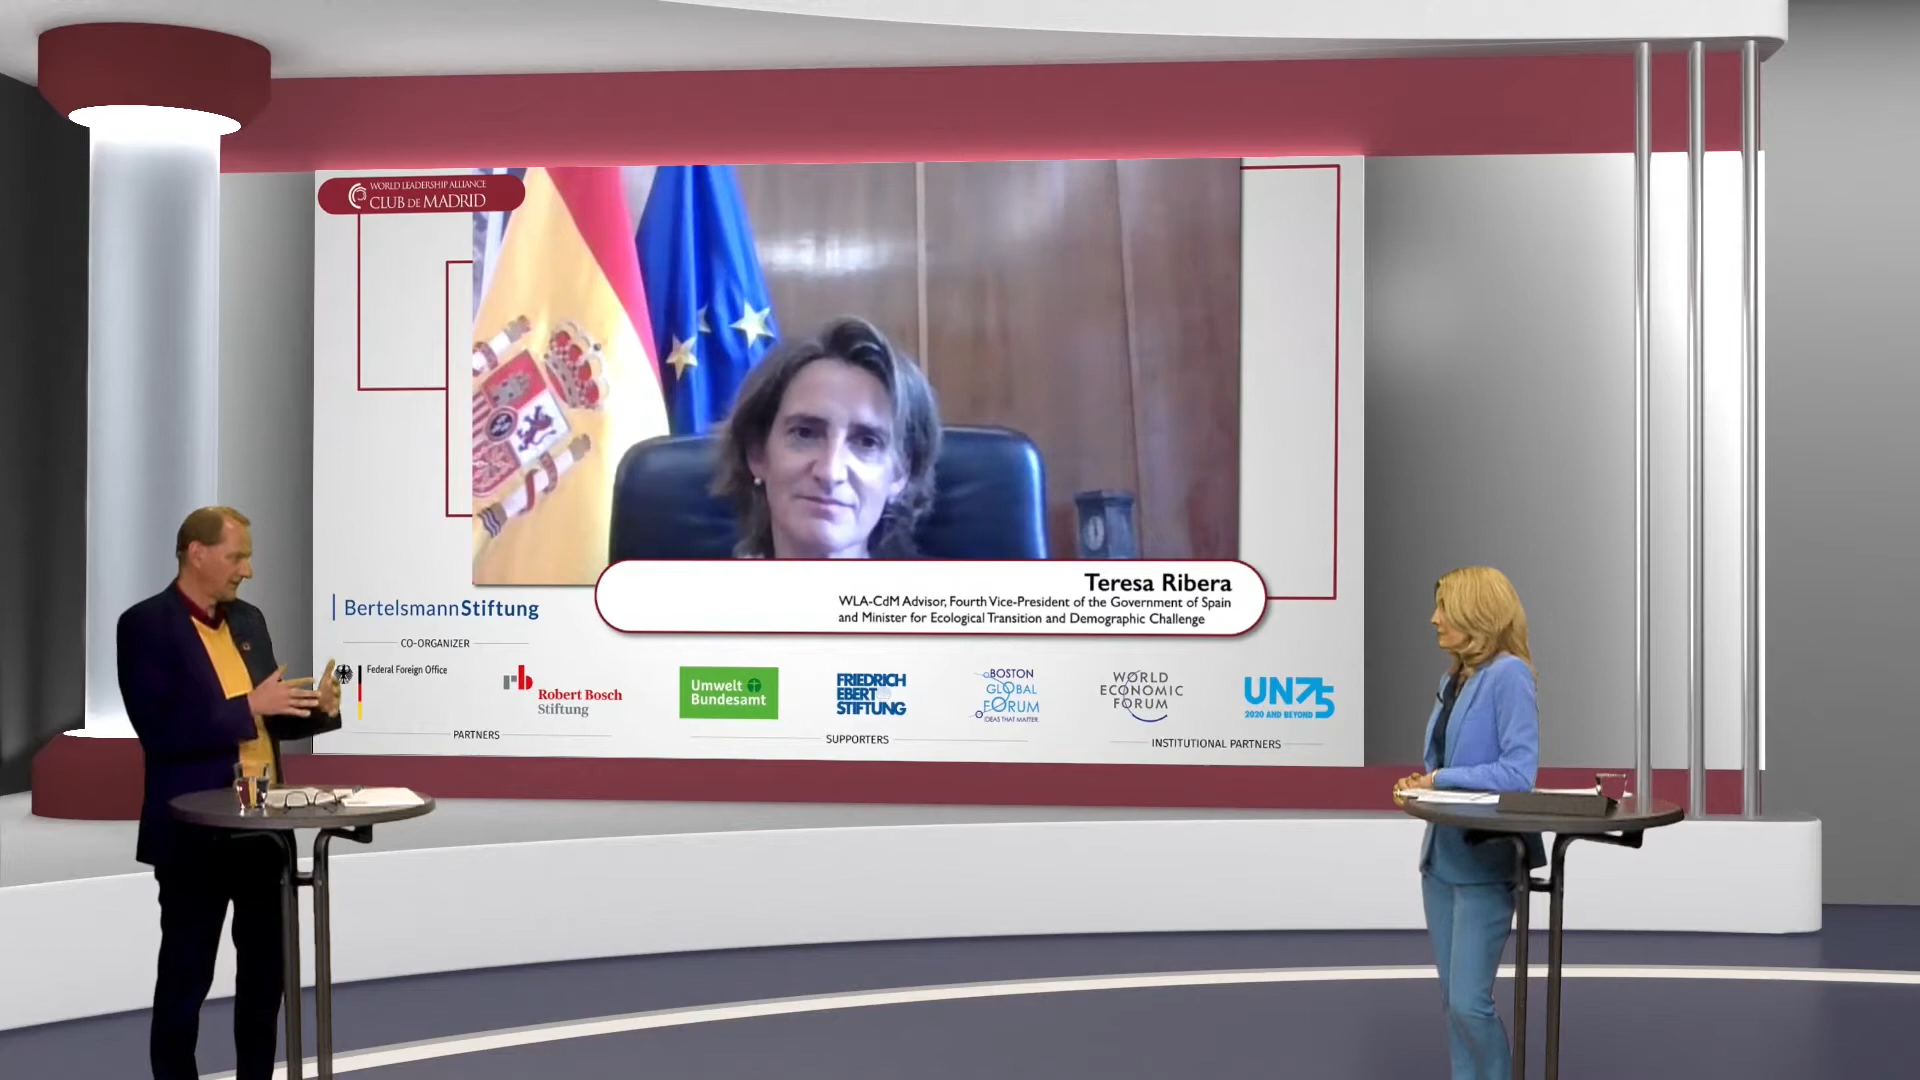 WORLD LEADERSHIP ALLIANCE
CLUB DE MADRID
Teresa Ribera
WLA-CdM Advisor, Fourth Vice-President of the Government of Spain
and Minister for Ecological Transition and Demographic Challenge
BertelsmannStiftung
CO-ORGANIZER
Federal Foreign Office
rb
Robert Bosch
Stiftung
Umwelt
Bundesamt
FRIEDRICH
EBERT
STIFTUNG
BOSTON
GLOBAL
FORUM
IDEAS THAT MATTER
WORLD
ECONOMIC
FORUM
UN75
2020 AND BEYOND
PARTNERS
SUPPORTERS
INSTITUTIONAL PARTNERS